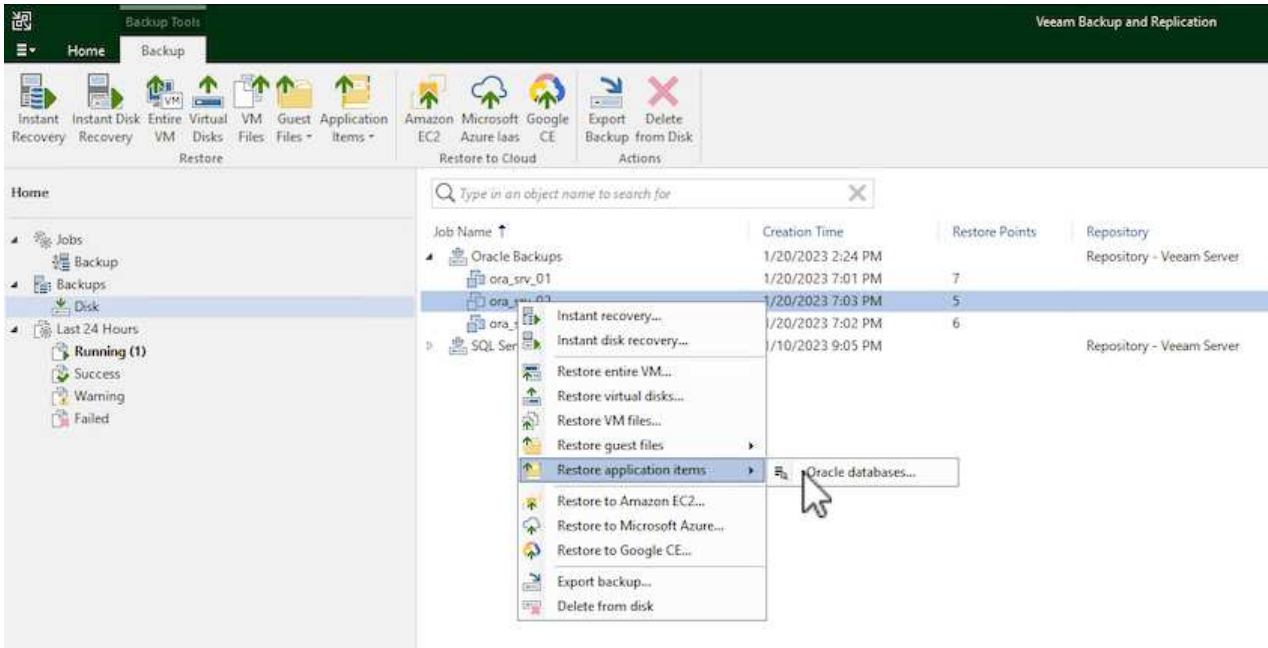 Backup Tools
Veeam Backup and Replication
Home
Backup
Instant Recovery
Instant Disk Recovery
Entire VM
Virtual Disks
VM Files
Guest Files
Application Items
Amazon EC2
Microsoft Azure Iaas
Google CE
Export Backup
Delete from Disk
Restore
Restore to Cloud
Actions
Home
Type in an object name to search for
Jobs
Backup
Backups
Disk
Last 24 Hours
Running (1)
Success
Warning
Failed
Job Name Creation Time Restore Points Repository
Oracle Backups 1/20/2023 2:24 PM Repository - Veeam Server
ora_srv_01 1/20/2023 7:01 PM 7
ora_srv_02 1/20/2023 7:03 PM 5
ora_s 1/20/2023 7:02 PM 6
SQL Ser 1/10/2023 9:05 PM Repository - Veeam Server
Instant recovery...
Instant disk recovery...
Restore entire VM...
Restore virtual disks...
Restore VM files...
Restore guest files
Restore application items
Oracle databases...
Restore to Amazon EC2...
Restore to Microsoft Azure...
Restore to Google CE...
Export backup...
Delete from disk